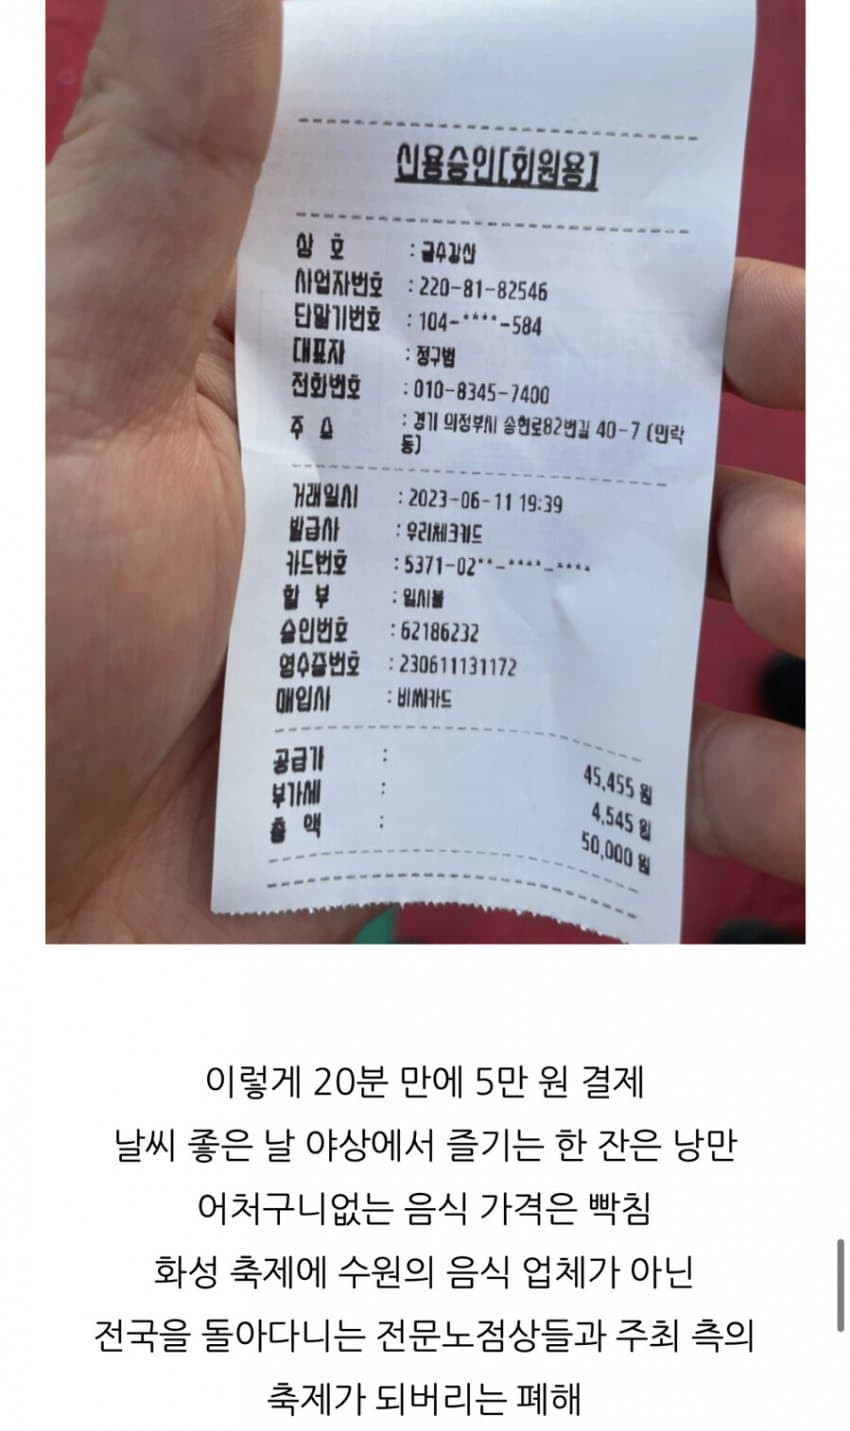 신용승인[회원용]
상 호 : 금수강산
사업자번호 : 220-81-82546
단말기번호 : 104-****-584
대표자 : 정구범
전화번호 : 010-8345-7400
주 소 : 경기 의정부시 송현로82번길 40-7 (민락
동)
거래일시 : 2023-06-11 19:39
발급사 : 우리체크카드
카드번호 : 5371-02**-****-****
할 부 : 일시불
승인번호 : 62186232
영수증번호 : 230611131172
매입사 : 비씨카드
공급가 : 45,455 원
부가세 : 4,545 원
총 액 : 50,000 원
이렇게 20분 만에 5만 원 결제
날씨 좋은 날 야상에서 즐기는 한 잔은 낭만
어처구니없는 음식 가격은 빡침
화성 축제에 수원의 음식 업체가 아닌
전국을 돌아다니는 전문노점상들과 주최 측의
축제가 되버리는 폐해